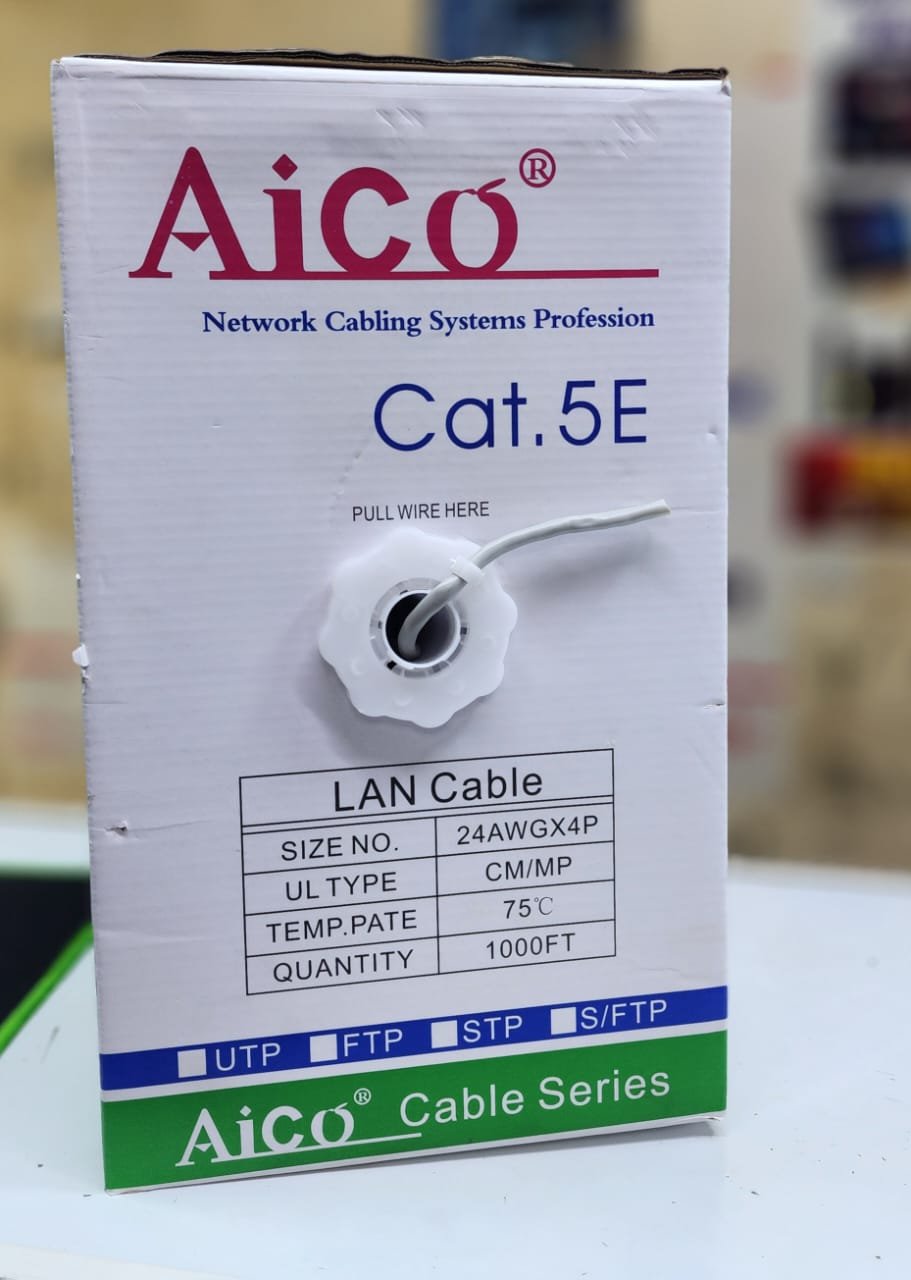 Aico®
Network Cabling Systems Profession
Cat.5E
PULL WIRE HERE
LAN Cable
SIZE NO. 24AWGX4P
UL TYPE CM/MP
TEMP.PATE 75℃
QUANTITY 1000FT
UTP FTP STP S/FTP
Aico® Cable Series